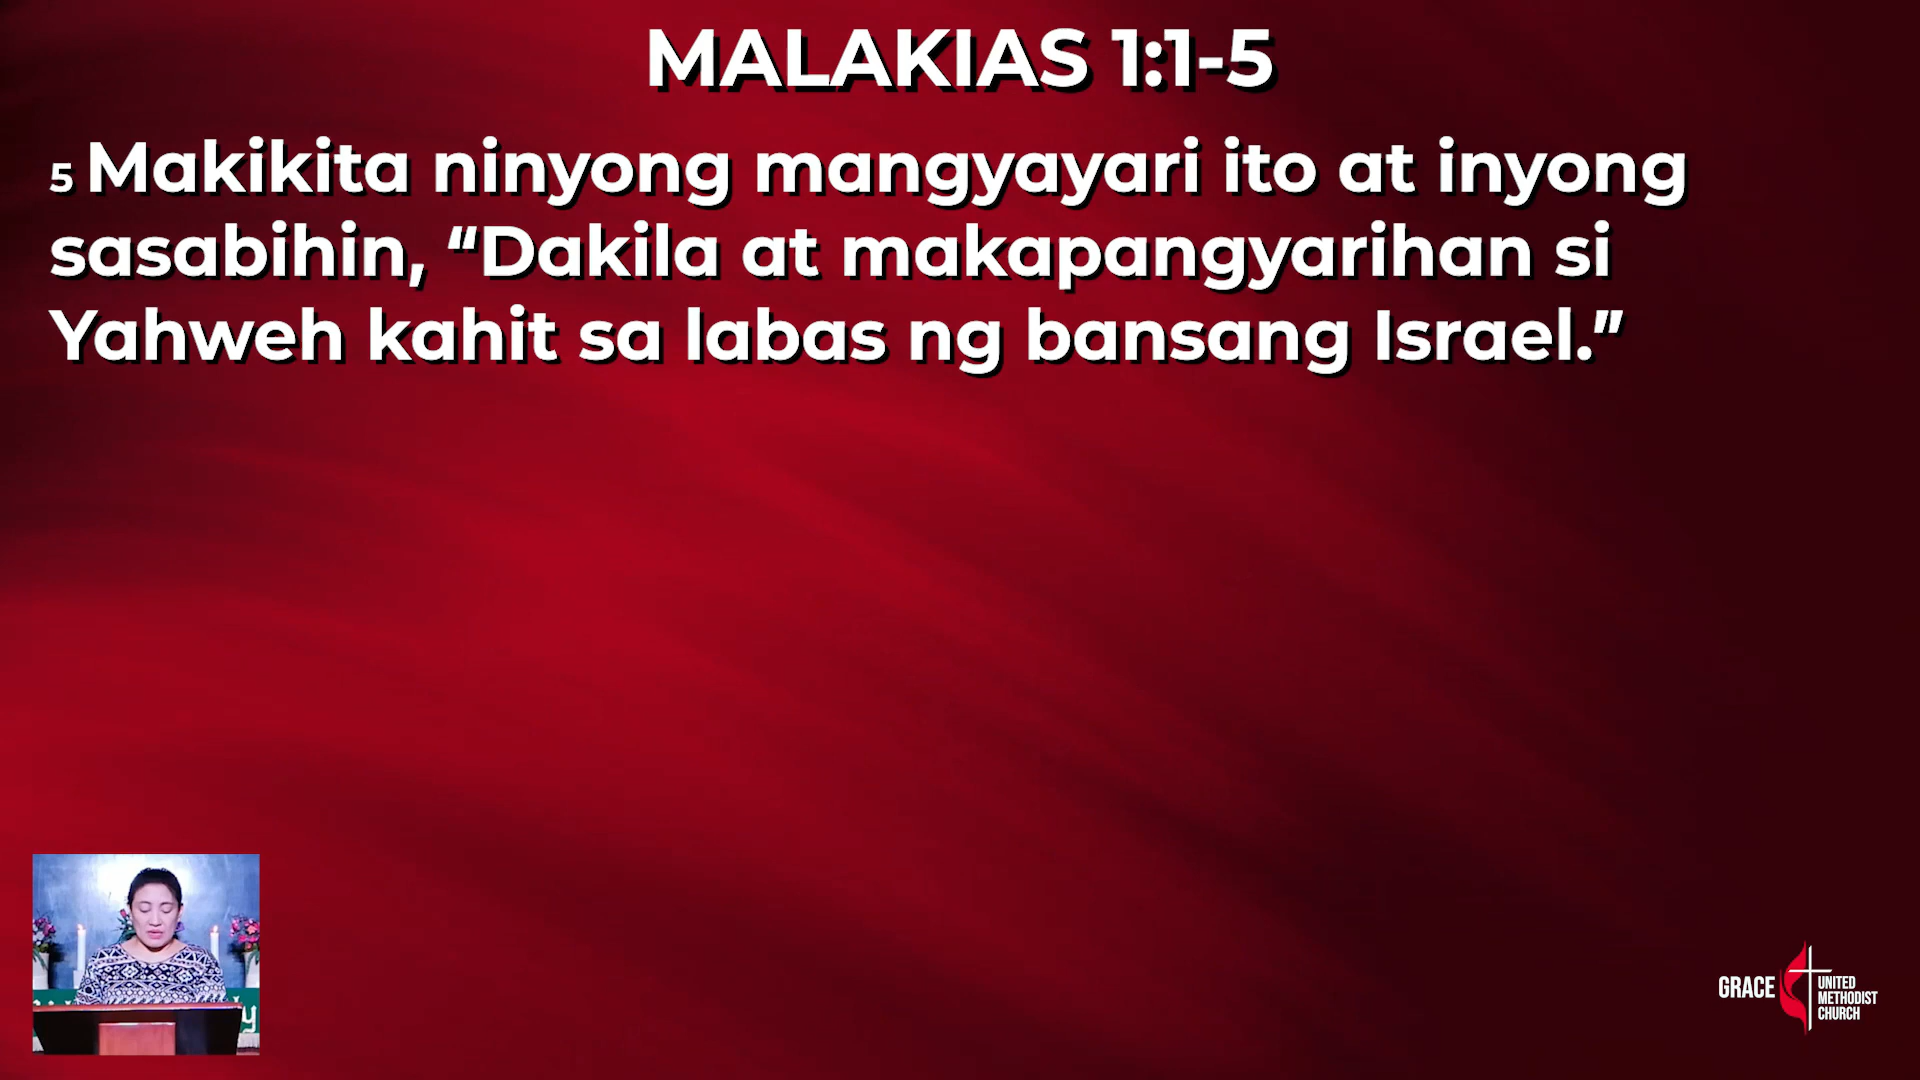 MALAKIAS 1:1-5
5 Makikita ninyong mangyayari ito at inyong
sasabihin, “Dakila at makapangyarihan si
Yahweh kahit sa labas ng bansang Israel.”
GRACE
UNITED
METHODIST
CHURCH